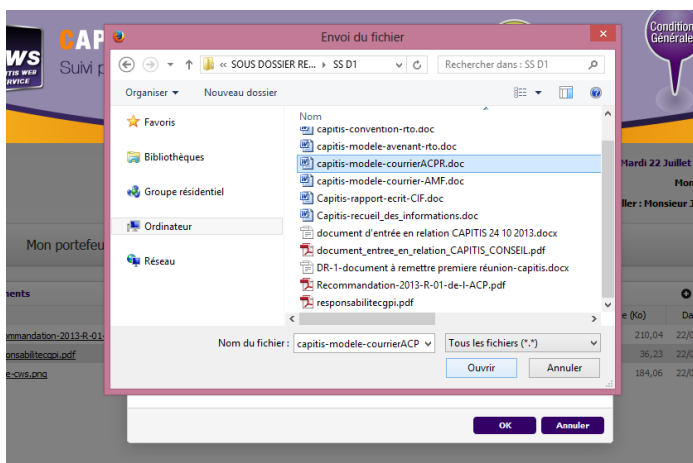 Envoi du fichier
CAP
Condition
Générale
WS
ITIS WEB
RVICE
Suivi p
« SOUS DOSSIER RE... ▸ SS D1
Rechercher dans : SS D1
Organiser
Nouveau dossier
Nom
Favoris
Bibliothèques
Groupe résidentiel
Ordinateur
Réseau
capitis-convention-rto.doc
capitis-modele-avenant-rto.doc
capitis-modele-courrierACPR.doc
capitis-modele-courrier-AMF.doc
Capitis-rapport-ecrit-CIF.doc
Capitis-recueil_des_informations.doc
document d'entrée en relation CAPITIS 24 10 2013.docx
document_entree_en_relation_CAPITIS_CONSEIL.pdf
DR-1-document à remettre premiere réunion-capitis.docx
Recommandation-2013-R-01-de-l-ACP.pdf
responsabilitecgpi.pdf
Mardi 22 Juillet
Mon
ller : Monsieur J
Mon portefeu
ments
e (Ko)
Da
ommandation-2013-R-01-
210,04
22/0
onsabilitecgpi.pdf
36,23
22/0
e-cws.png
184,06
22/0
Nom du fichier :
capitis-modele-courrierACP
Tous les fichiers (*.*)
Ouvrir
Annuler
OK
Annuler